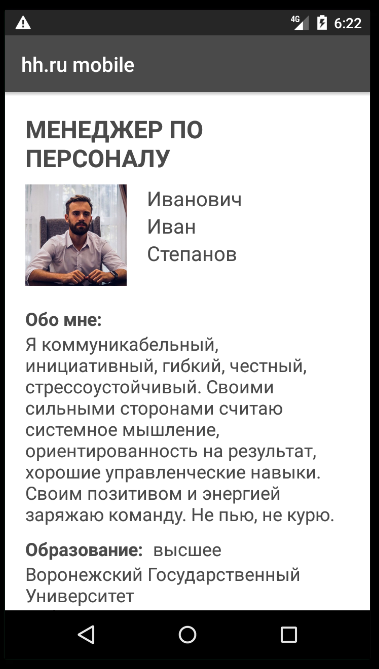 4G 6:22
hh.ru mobile
МЕНЕДЖЕР ПО
ПЕРСОНАЛУ
Иванович
Иван
Степанов
Обо мне:
Я коммуникабельный,
инициативный, гибкий, честный,
стрессоустойчивый. Своими
сильными сторонами считаю
системное мышление,
ориентированность на результат,
хорошие управленческие навыки.
Своим позитивом и энергией
заряжаю команду. Не пью, не курю.
Образование: высшее
Воронежский Государственный
Университет